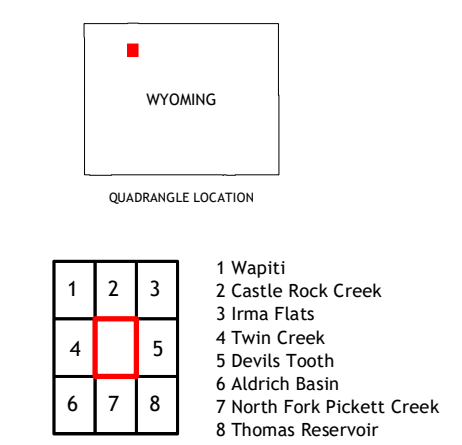 WYOMING
QUADRANGLE LOCATION
1 2 3
4 5
6 7 8
1 Wapiti
2 Castle Rock Creek
3 Irma Flats
4 Twin Creek
5 Devils Tooth
6 Aldrich Basin
7 North Fork Pickett Creek
8 Thomas Reservoir